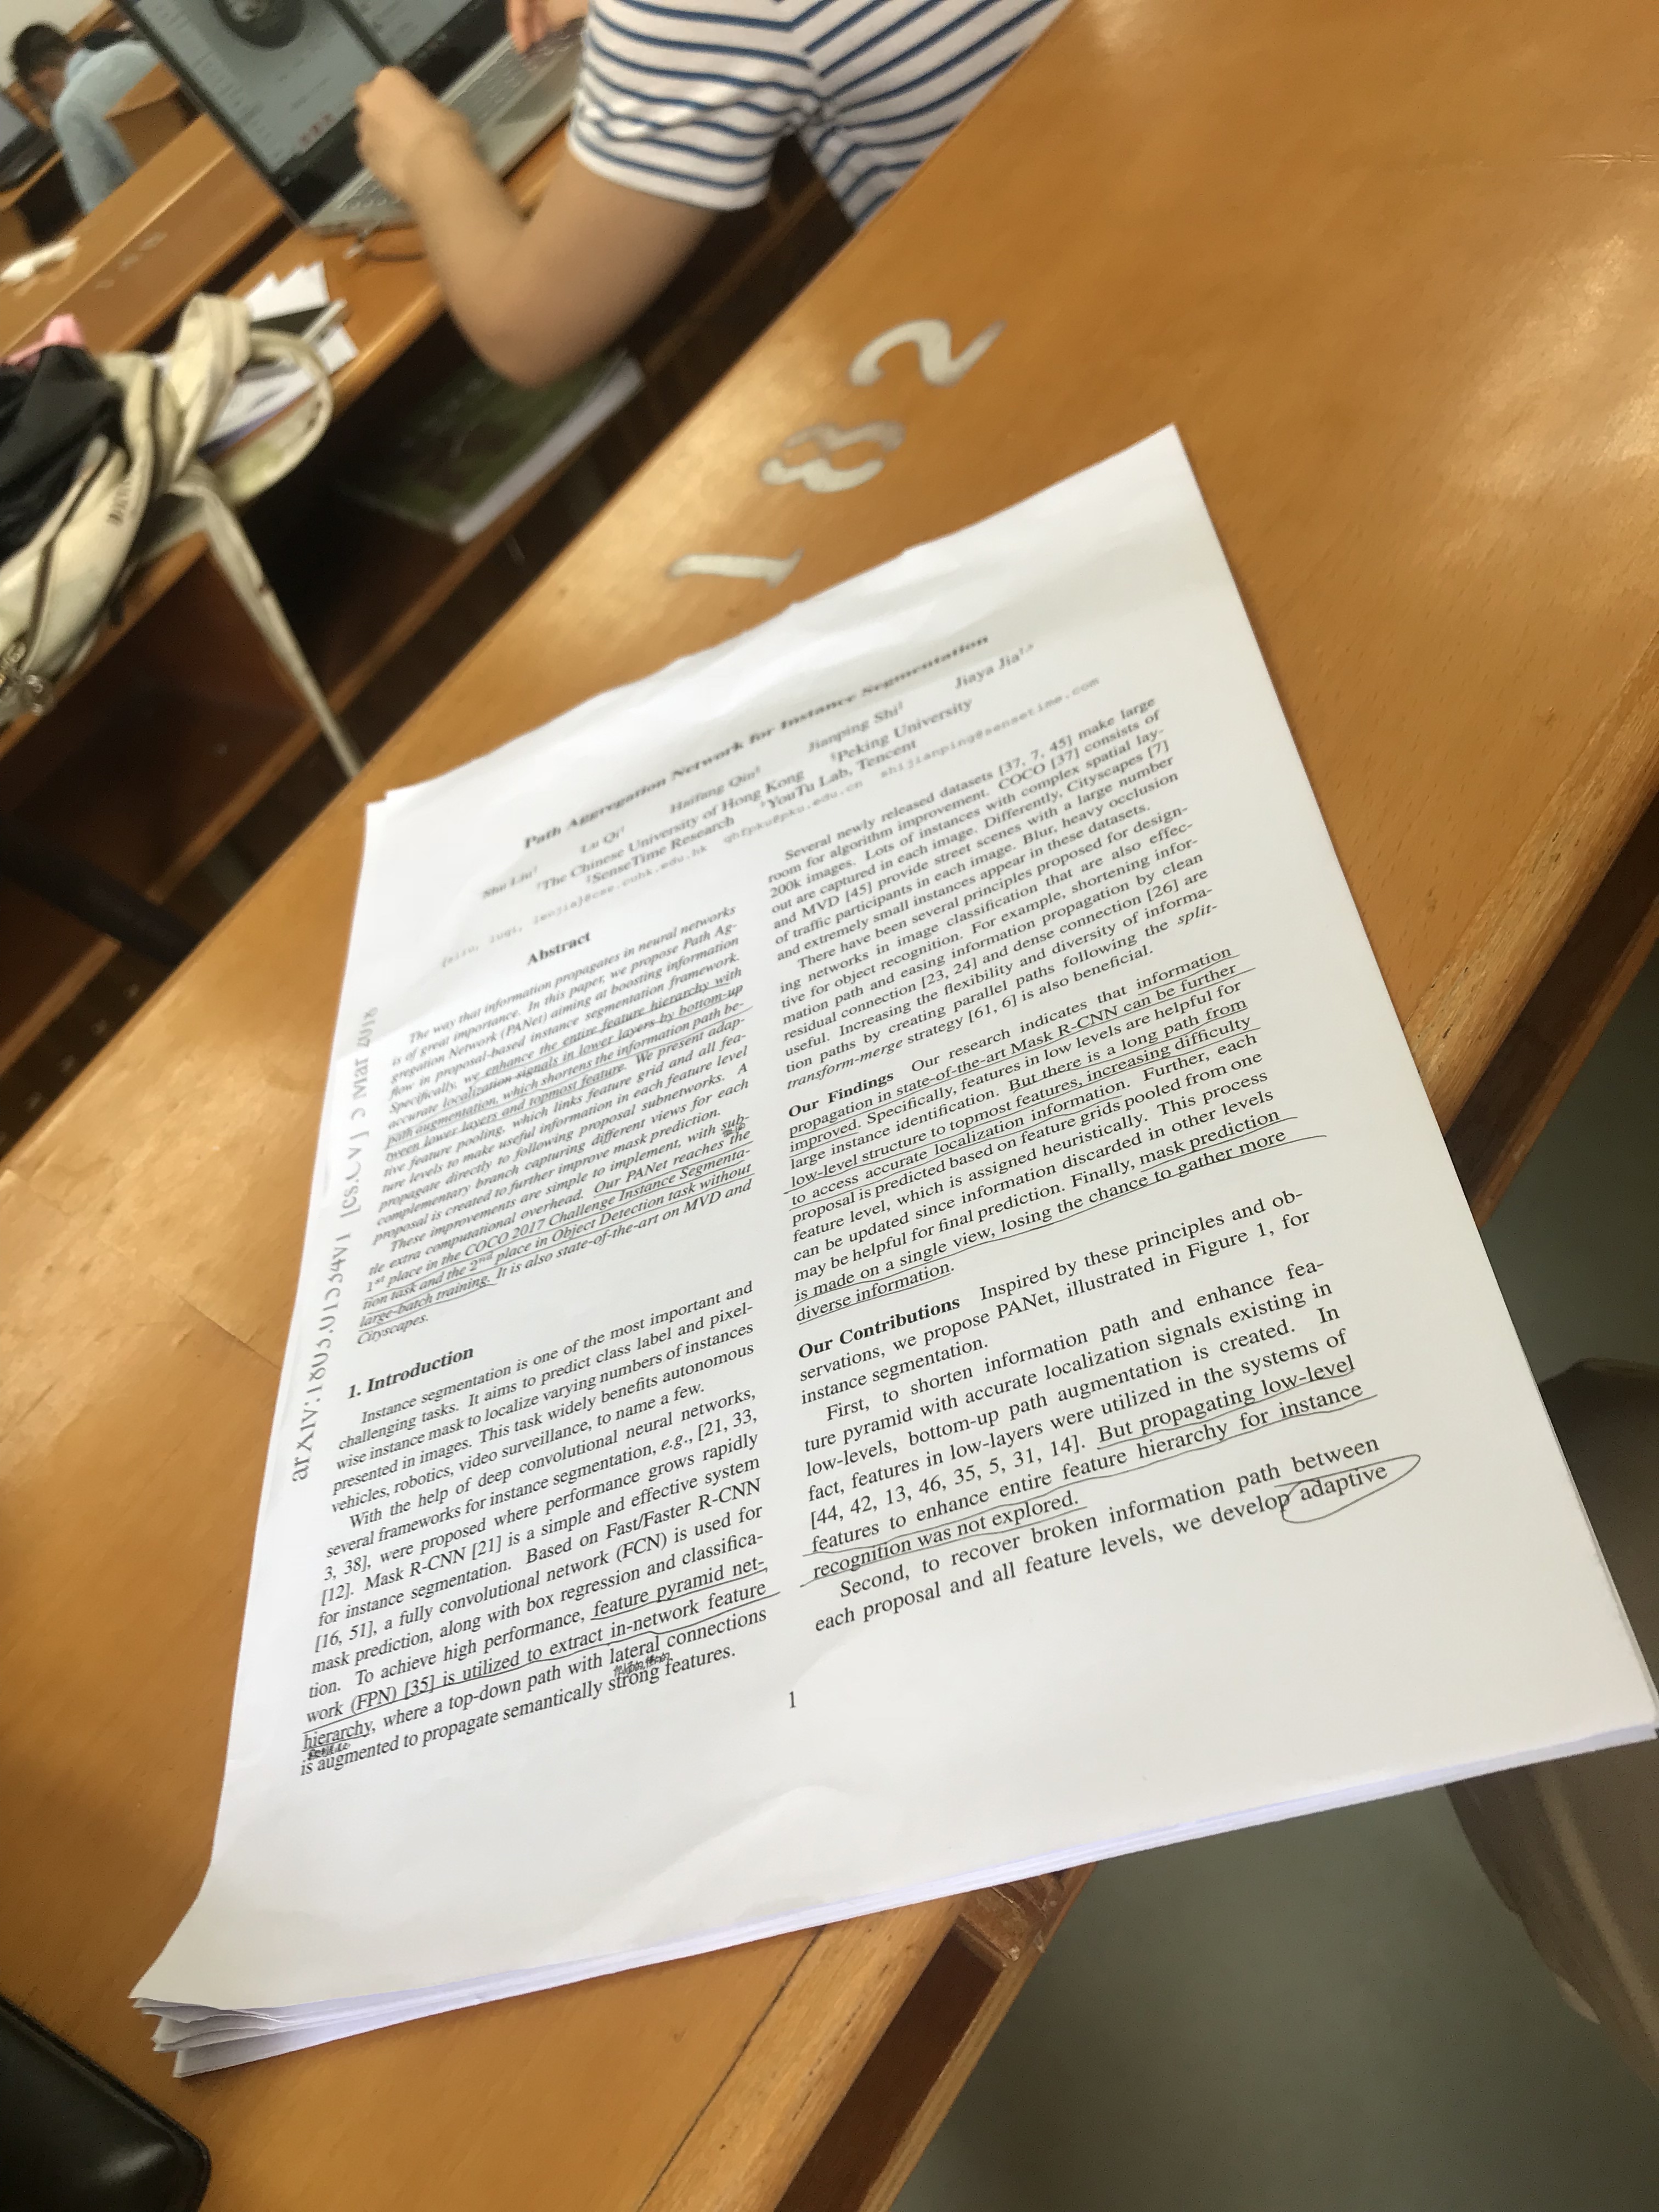 182
Path Aggregation Network for Instance Segmentation
Shu Liu† Lu Qi† Haifang Qin§ Jianping Shi‡ Jiaya Jia†,⋄
†The Chinese University of Hong Kong §Peking University
‡SenseTime Research ⋄YouTu Lab, Tencent
{sliu, luqi, leojia}@cse.cuhk.edu.hk qhfpku@pku.edu.cn shijianping@sensetime.com
arXiv:1803.01534v1 [cs.CV] 5 Mar 2018
Abstract
The way that information propagates in neural networks
is of great importance. In this paper, we propose Path Ag-
gregation Network (PANet) aiming at boosting information
flow in proposal-based instance segmentation framework.
Specifically, we enhance the entire feature hierarchy with
accurate localization signals in lower layers by bottom-up
path augmentation, which shortens the information path be-
tween lower layers and topmost feature. We present adap-
tive feature pooling, which links feature grid and all fea-
ture levels to make useful information in each feature level
propagate directly to following proposal subnetworks. A
complementary branch capturing different views for each
proposal is created to further improve mask prediction.
These improvements are simple to implement, with sub-
tle extra computational overhead. Our PANet reaches the
1st place in the COCO 2017 Challenge Instance Segmenta-
tion task and the 2nd place in Object Detection task without
large-batch training. It is also state-of-the-art on MVD and
Cityscapes.
1. Introduction
Instance segmentation is one of the most important and
challenging tasks. It aims to predict class label and pixel-
wise instance mask to localize varying numbers of instances
presented in images. This task widely benefits autonomous
vehicles, robotics, video surveillance, to name a few.
With the help of deep convolutional neural networks,
several frameworks for instance segmentation, e.g., [21, 33,
3, 38], were proposed where performance grows rapidly
[12]. Mask R-CNN [21] is a simple and effective system
for instance segmentation. Based on Fast/Faster R-CNN
[16, 51], a fully convolutional network (FCN) is used for
mask prediction, along with box regression and classifica-
tion. To achieve high performance, feature pyramid net-
work (FPN) [35] is utilized to extract in-network feature
hierarchy, where a top-down path with lateral connections
is augmented to propagate semantically strong features.
Several newly released datasets [37, 7, 45] make large
room for algorithm improvement. COCO [37] consists of
200k images. Lots of instances with complex spatial lay-
out are captured in each image. Differently, Cityscapes [7]
and MVD [45] provide street scenes with a large number
of traffic participants in each image. Blur, heavy occlusion
and extremely small instances appear in these datasets.
There have been several principles proposed for design-
ing networks in image classification that are also effec-
tive for object recognition. For example, shortening infor-
mation path and easing information propagation by clean
residual connection [23, 24] and dense connection [26] are
useful. Increasing the flexibility and diversity of informa-
tion paths by creating parallel paths following the split-
transform-merge strategy [61, 6] is also beneficial.
Our Findings Our research indicates that information
propagation in state-of-the-art Mask R-CNN can be further
improved. Specifically, features in low levels are helpful for
large instance identification. But there is a long path from
low-level structure to topmost features, increasing difficulty
to access accurate localization information. Further, each
proposal is predicted based on feature grids pooled from one
feature level, which is assigned heuristically. This process
can be updated since information discarded in other levels
may be helpful for final prediction. Finally, mask prediction
is made on a single view, losing the chance to gather more
diverse information.
Our Contributions Inspired by these principles and ob-
servations, we propose PANet, illustrated in Figure 1, for
instance segmentation.
First, to shorten information path and enhance fea-
ture pyramid with accurate localization signals existing in
low-levels, bottom-up path augmentation is created. In
fact, features in low-layers were utilized in the systems of
[44, 42, 13, 46, 35, 5, 31, 14]. But propagating low-level
features to enhance entire feature hierarchy for instance
recognition was not explored.
Second, to recover broken information path between
each proposal and all feature levels, we develop adaptive
1